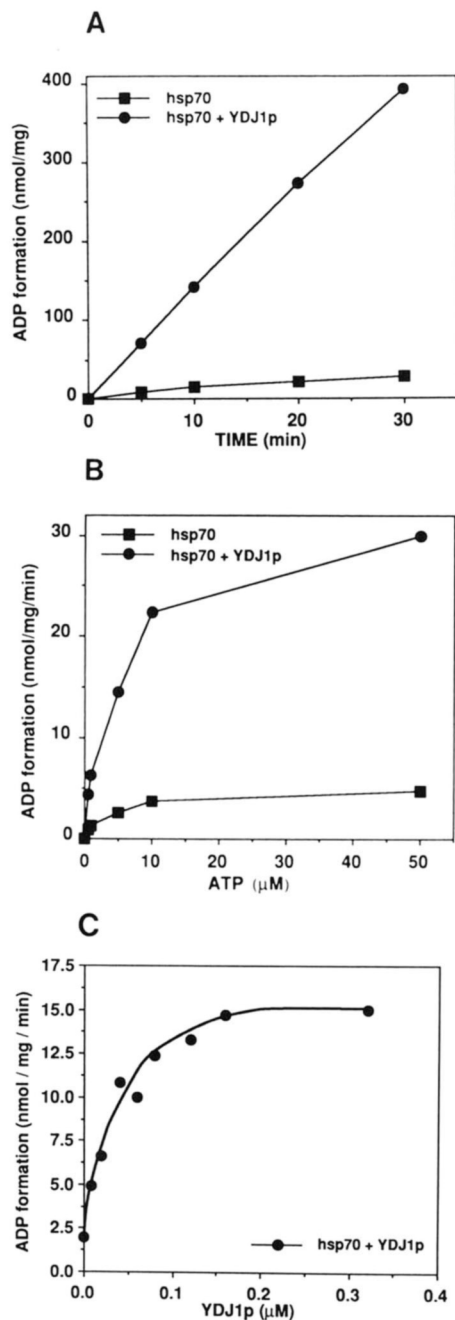 A
ADP formation (nmol/mg)
400
300
200
100
0
hsp70
hsp70 + YDJ1p
0 10 20 30
TIME (min)
B
ADP formation (nmol/mg/min)
30
20
10
0
hsp70
hsp70 + YDJ1p
0 10 20 30 40 50
ATP (μM)
C
ADP formation (nmol / mg / min)
17.5
15.0
12.5
10.0
7.5
5.0
2.5
0.0
hsp70 + YDJ1p
0.0 0.1 0.2 0.3 0.4
YDJ1p (μM)